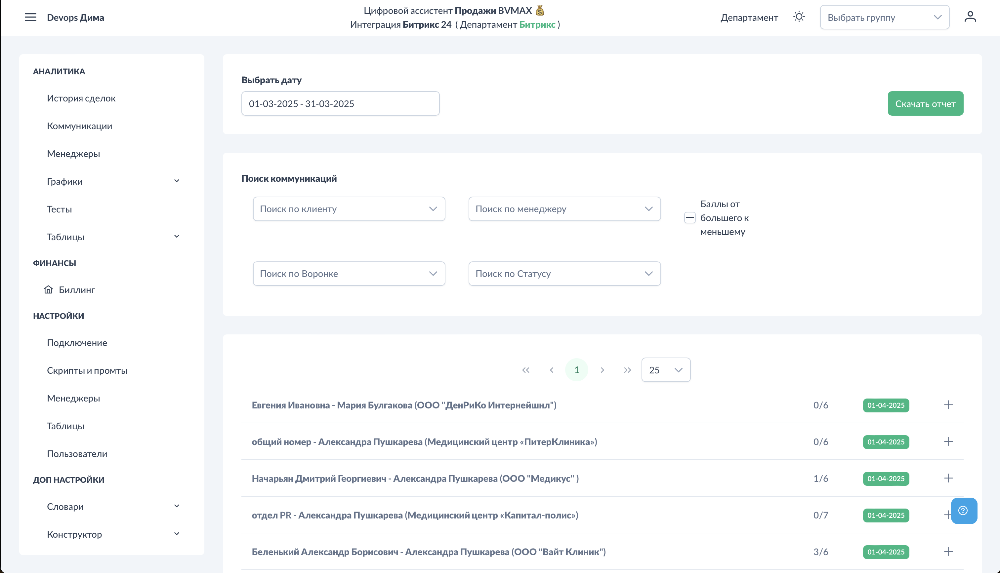 Devops Дима
Цифровой ассистент Продажи BVMAX 💰
Интеграция Битрикс 24 ( Департамент Битрикс )
Департамент
Выбрать группу
АНАЛИТИКА
История сделок
Коммуникации
Менеджеры
Графики
Тесты
Таблицы
ФИНАНСЫ
Биллинг
НАСТРОЙКИ
Подключение
Скрипты и промты
Менеджеры
Таблицы
Пользователи
ДОП НАСТРОЙКИ
Словари
Конструктор
Выбрать дату
01-03-2025 - 31-03-2025
Скачать отчет
Поиск коммуникаций
Поиск по клиенту
Поиск по менеджеру
Баллы от
большего к
меньшему
Поиск по Воронке
Поиск по Статусу
1
25
Евгения Ивановна - Мария Булгакова (ООО "ДенРиКо Интернейшнл") 0/6 01-04-2025
общий номер - Александра Пушкарева (Медицинский центр «ПитерКлиника») 0/6 01-04-2025
Начарьян Дмитрий Георгиевич - Александра Пушкарева (ООО "Медикус" ) 1/6 01-04-2025
отдел PR - Александра Пушкарева (Медицинский центр «Капитал-полис») 0/7 01-04-2025
Беленький Александр Борисович - Александра Пушкарева (ООО "Вайт Клиник") 3/6 01-04-2025